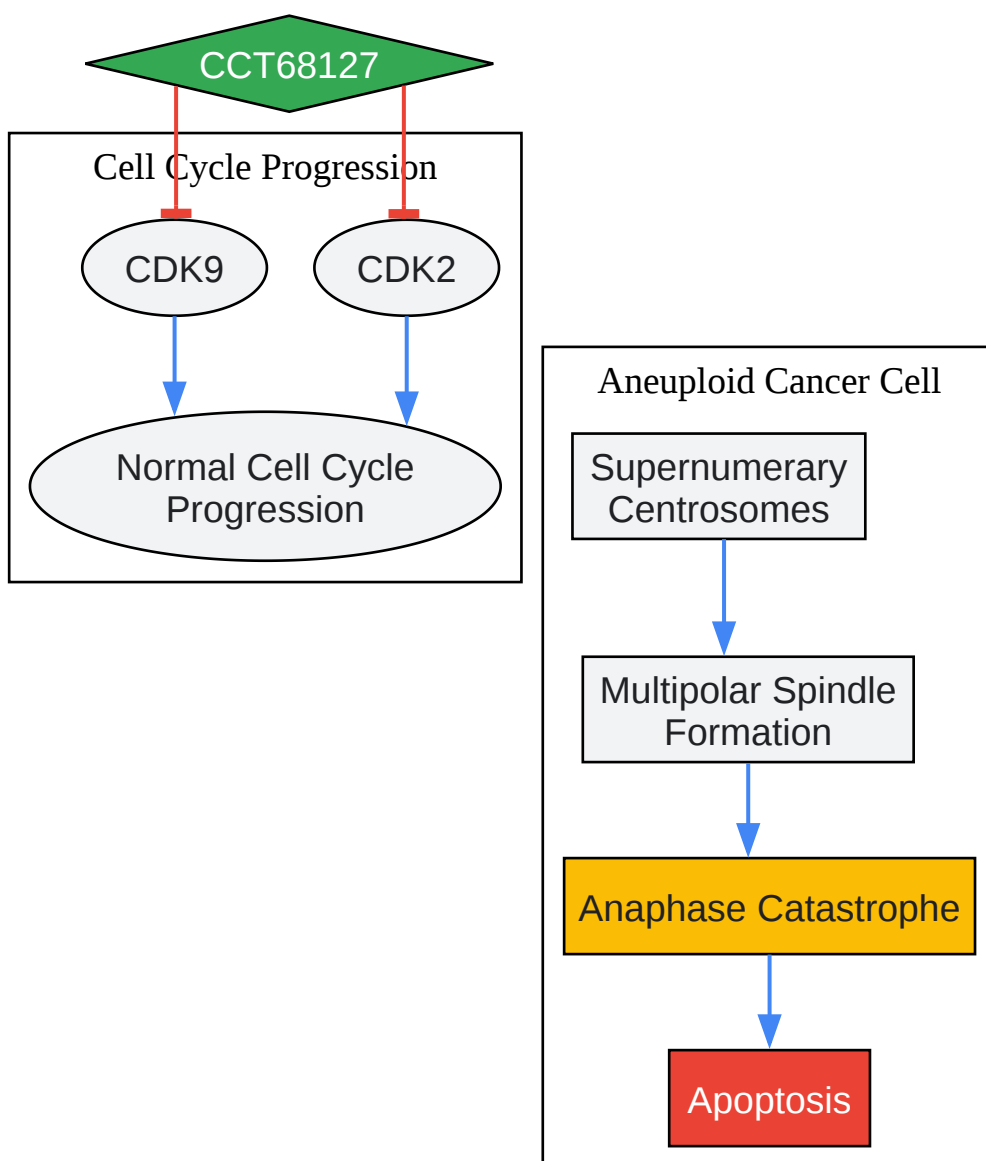 CCT68127
Cell Cycle Progression
CDK9
CDK2
Normal Cell Cycle
Progression
Aneuploid Cancer Cell
Supernumerary
Centrosomes
Multipolar Spindle
Formation
Anaphase Catastrophe
Apoptosis